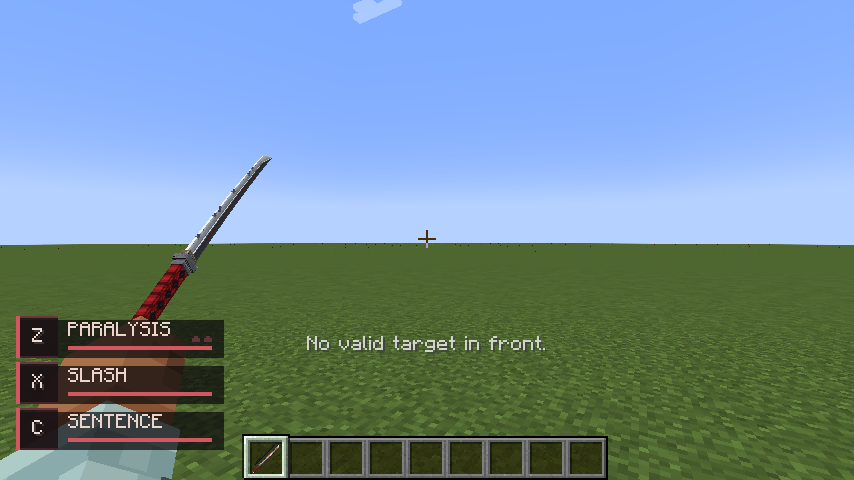 Z PARALYSIS
No valid target in front.
X SLASH
C SENTENCE